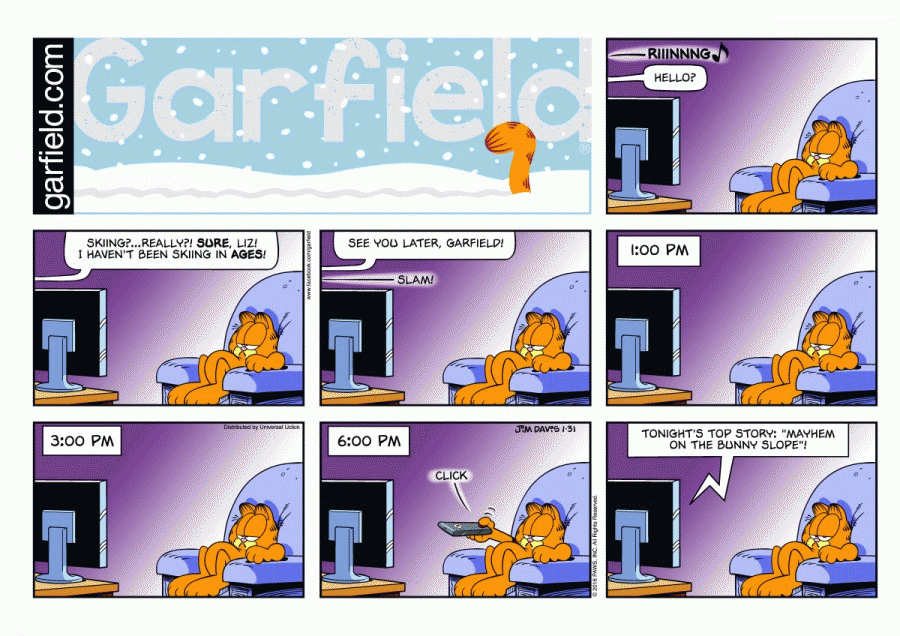 garfield.com
Garfield
®
RIIINNNG♪
HELLO?
SKIING?...REALLY?! SURE, LIZ!
I HAVEN'T BEEN SKIING IN AGES!
www.facebook.com/garfield
SEE YOU LATER, GARFIELD!
SLAM!
1:00 PM
3:00 PM
Distributed by Universal Uclick
6:00 PM
JIM DAVIS 1·31
CLICK
© 2016 PAWS, INC. All Rights Reserved.
TONIGHT'S TOP STORY: "MAYHEM
ON THE BUNNY SLOPE"!